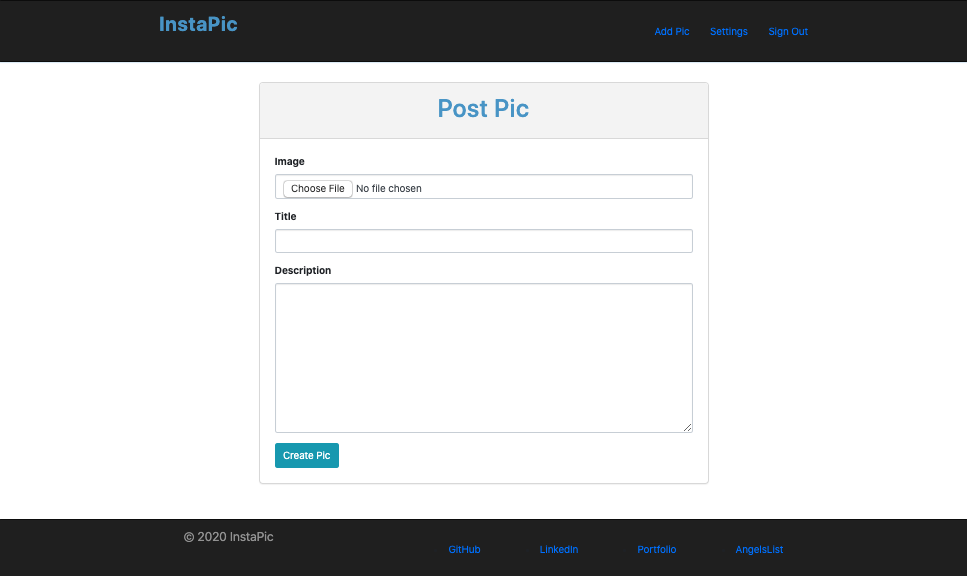 InstaPic
Add Pic Settings Sign Out
Post Pic
Image
Choose File No file chosen
Title
Description
Create Pic
© 2020 InstaPic
GitHub LinkedIn Portfolio AngelsList